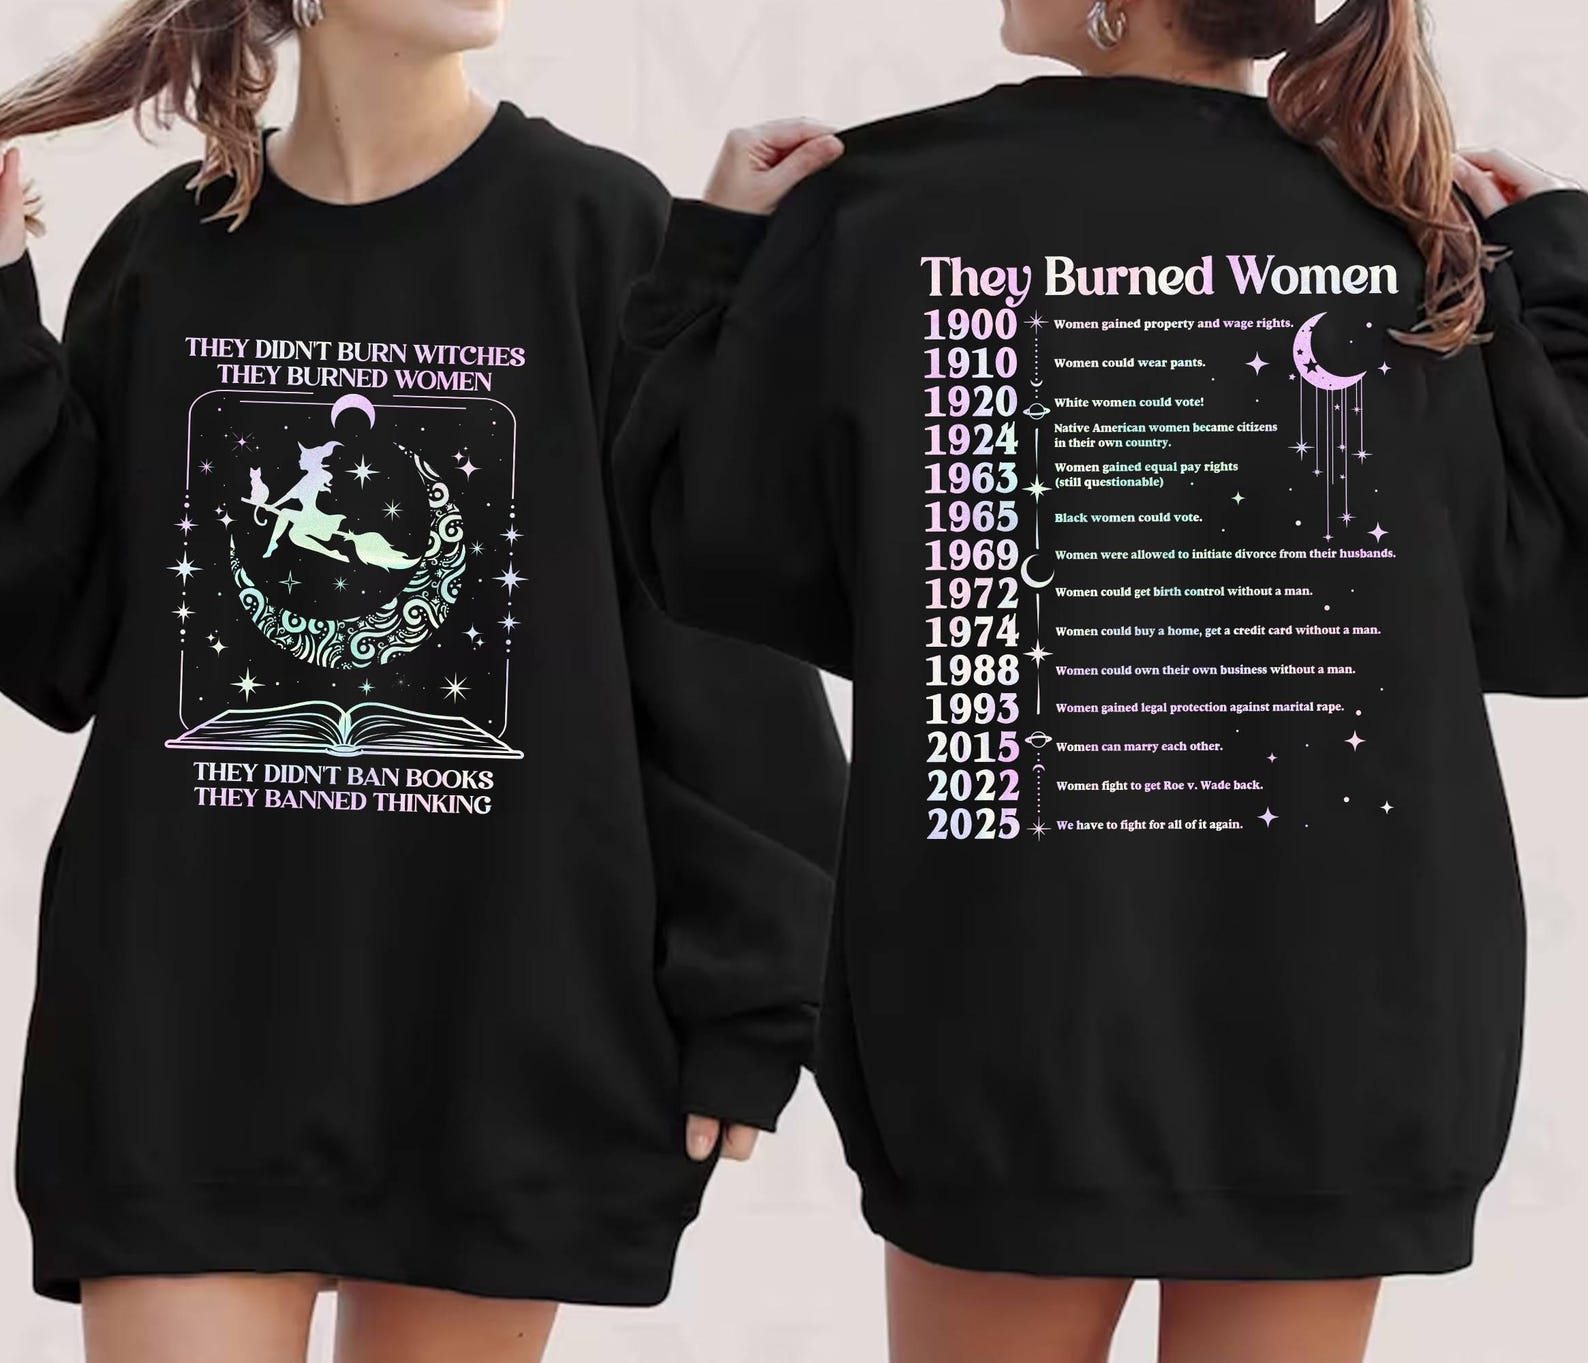 THEY DIDN'T BURN WITCHES
THEY BURNED WOMEN
THEY DIDN'T BAN BOOKS
THEY BANNED THINKING
They Burned Women
1900 Women gained property and wage rights.
1910 Women could wear pants.
1920 White women could vote!
1924 Native American women became citizens
in their own country.
1963 Women gained equal pay rights
(still questionable)
1965 Black women could vote.
1969 Women were allowed to initiate divorce from their husbands.
1972 Women could get birth control without a man.
1974 Women could buy a home, get a credit card without a man.
1988 Women could own their own business without a man.
1993 Women gained legal protection against marital rape.
2015 Women can marry each other.
2022 Women fight to get Roe v. Wade back.
2025 We have to fight for all of it again.